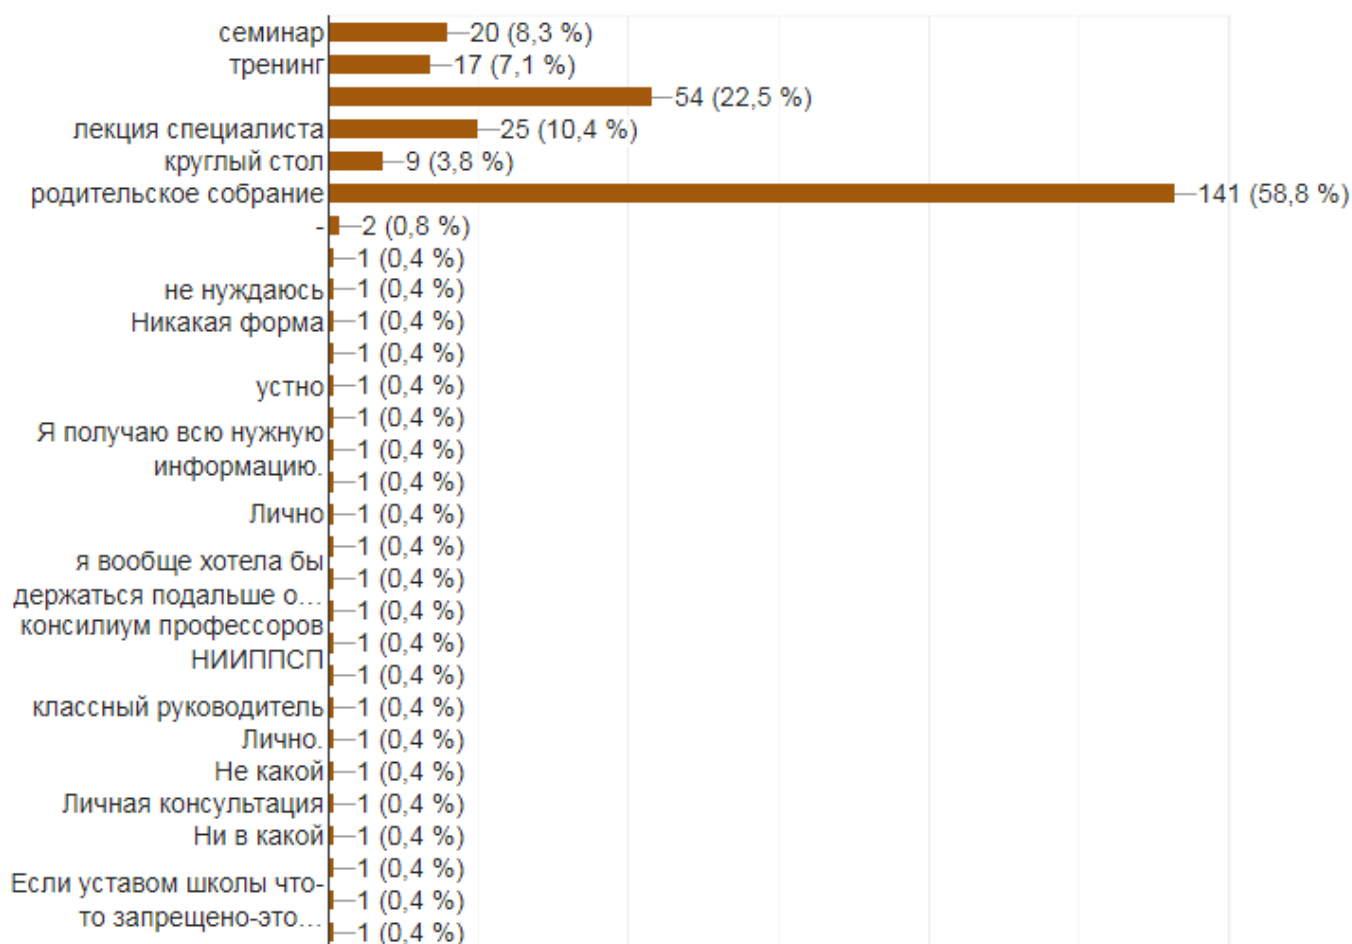 семинар 20 (8,3 %)
тренинг 17 (7,1 %)
54 (22,5 %)
лекция специалиста 25 (10,4 %)
круглый стол 9 (3,8 %)
родительское собрание 141 (58,8 %)
- 2 (0,8 %)
1 (0,4 %)
не нуждаюсь 1 (0,4 %)
Никакая форма 1 (0,4 %)
1 (0,4 %)
устно 1 (0,4 %)
1 (0,4 %)
Я получаю всю нужную
1 (0,4 %)
информацию.
1 (0,4 %)
Лично 1 (0,4 %)
1 (0,4 %)
я вообще хотела бы
1 (0,4 %)
держаться подальше о...
1 (0,4 %)
консилиум профессоров
1 (0,4 %)
НИИППСП
1 (0,4 %)
классный руководитель 1 (0,4 %)
Лично. 1 (0,4 %)
Не какой 1 (0,4 %)
Личная консультация 1 (0,4 %)
Ни в какой 1 (0,4 %)
1 (0,4 %)
Если уставом школы что-
1 (0,4 %)
то запрещено-это...
1 (0,4 %)